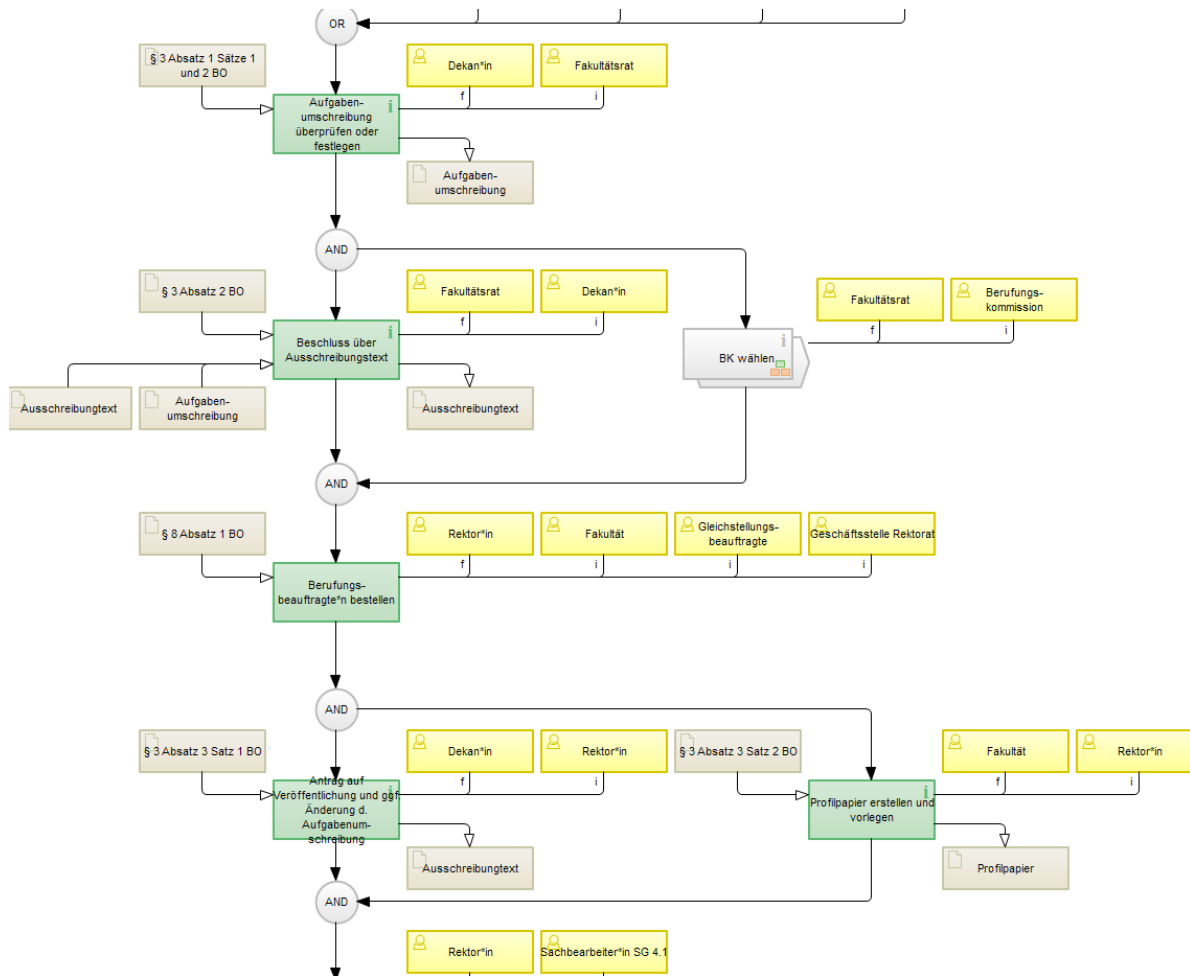 OR
§ 3 Absatz 1 Sätze 1
und 2 BO
Dekan*in
Fakultätsrat
f
i
Aufgaben-
umschreibung
überprüfen oder
festlegen
Aufgaben-
umschreibung
AND
§ 3 Absatz 2 BO
Fakultätsrat
Dekan*in
f
i
Fakultätsrat
Berufungs-
kommission
f
i
Beschluss über
Ausschreibungstext
BK wählen
Ausschreibungtext
Aufgaben-
umschreibung
Ausschreibungtext
AND
§ 8 Absatz 1 BO
Rektor*in
Fakultät
Gleichstellungs-
beauftragte
Geschäftsstelle Rektorat
f
i
i
i
Berufungs-
beauftragte*n bestellen
AND
§ 3 Absatz 3 Satz 1 BO
Dekan*in
Rektor*in
§ 3 Absatz 3 Satz 2 BO
Fakultät
Rektor*in
f
i
f
i
Antrag auf
Veröffentlichung und ggf.
Änderung d.
Aufgabenum-
schreibung
Profilpapier erstellen und
vorlegen
Ausschreibungtext
Profilpapier
AND
Rektor*in
Sachbearbeiter*in SG 4.1